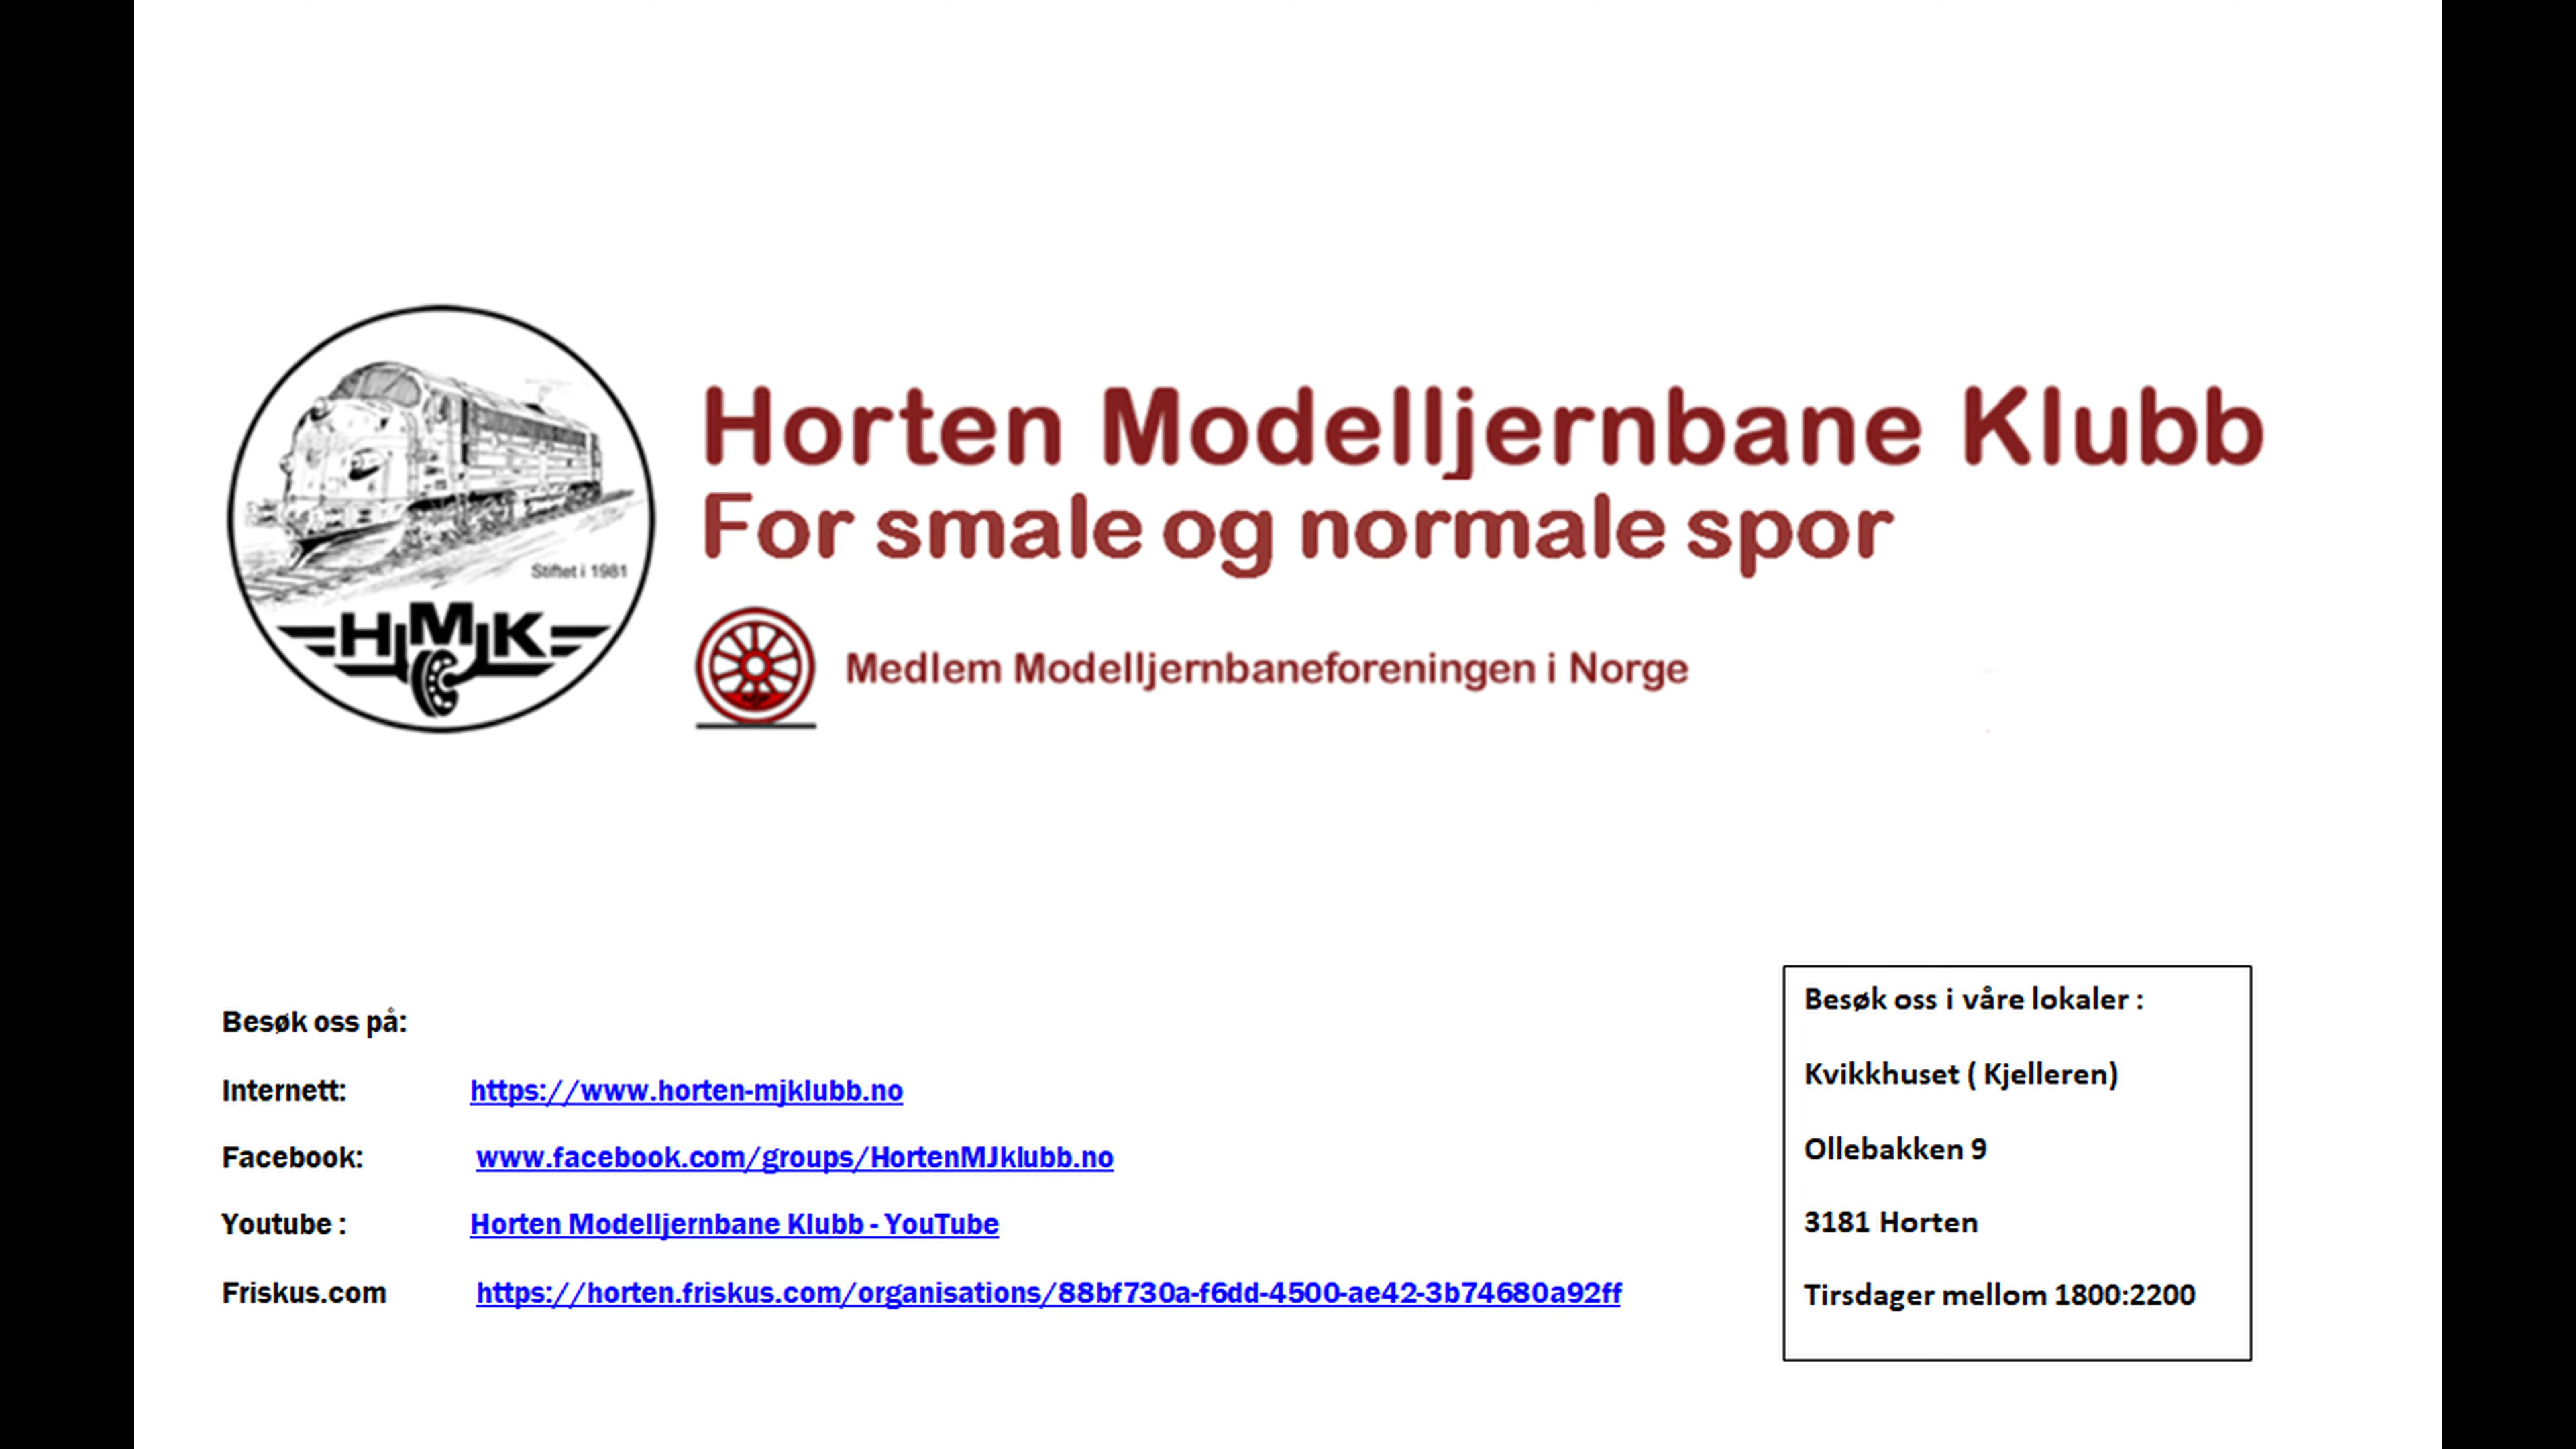 Horten Modelljernbane Klubb
For smale og normale spor
Stiftet i 1981
HMJK
Medlem Modelljernbaneforeningen i Norge
Besøk oss på:
Internett: https://www.horten-mjklubb.no
Facebook: www.facebook.com/groups/HortenMJklubb.no
Youtube : Horten Modelljernbane Klubb - YouTube
Friskus.com https://horten.friskus.com/organisations/88bf730a-f6dd-4500-ae42-3b74680a92ff
Besøk oss i våre lokaler :
Kvikkhuset ( Kjelleren)
Ollebakken 9
3181 Horten
Tirsdager mellom 1800:2200